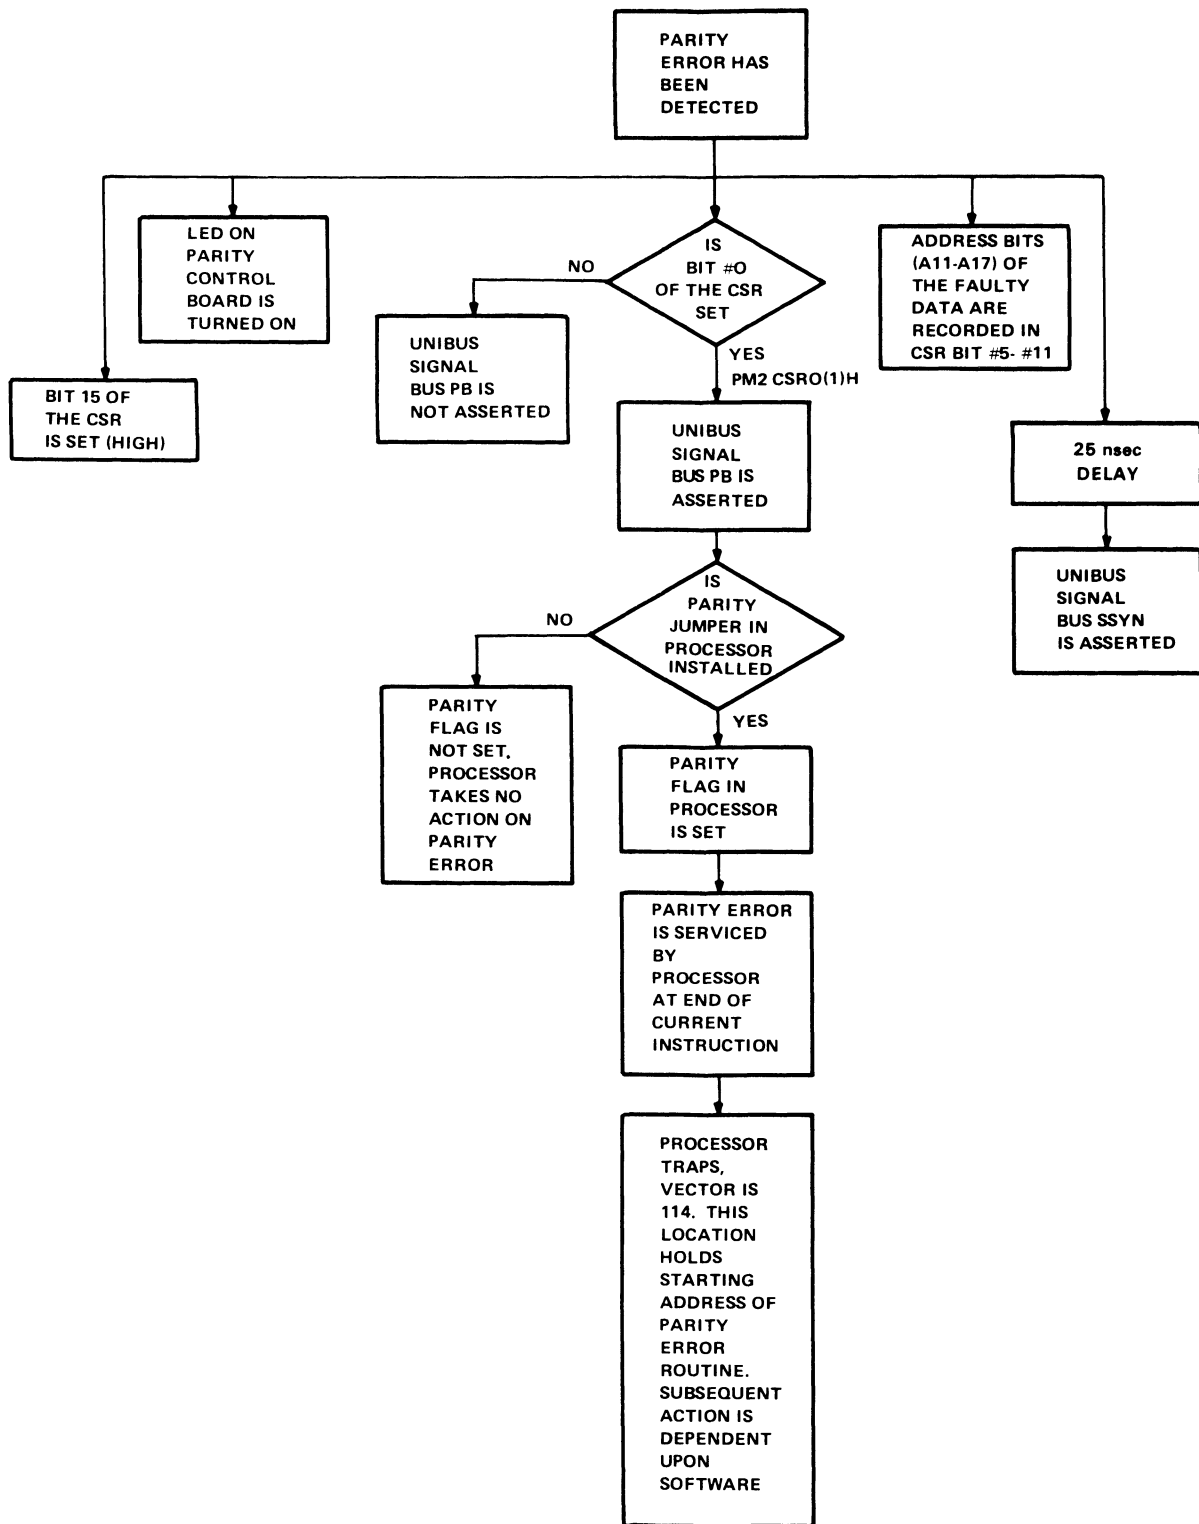 PARITY
ERROR HAS
BEEN
DETECTED
LED ON
PARITY
CONTROL
BOARD IS
TURNED ON
BIT 15 OF
THE CSR
IS SET (HIGH)
IS
BIT #O
OF THE CSR
SET
NO
UNIBUS
SIGNAL
BUS PB IS
NOT ASSERTED
YES
PM2 CSRO(1)H
ADDRESS BITS
(A11-A17) OF
THE FAULTY
DATA ARE
RECORDED IN
CSR BIT #5- #11
25 nsec
DELAY
UNIBUS
SIGNAL
BUS SSYN
IS ASSERTED
UNIBUS
SIGNAL
BUS PB IS
ASSERTED
IS
PARITY
JUMPER IN
PROCESSOR
INSTALLED
NO
PARITY
FLAG IS
NOT SET.
PROCESSOR
TAKES NO
ACTION ON
PARITY
ERROR
YES
PARITY
FLAG IN
PROCESSOR
IS SET
PARITY ERROR
IS SERVICED
BY
PROCESSOR
AT END OF
CURRENT
INSTRUCTION
PROCESSOR
TRAPS,
VECTOR IS
114. THIS
LOCATION
HOLDS
STARTING
ADDRESS OF
PARITY
ERROR
ROUTINE.
SUBSEQUENT
ACTION IS
DEPENDENT
UPON
SOFTWARE